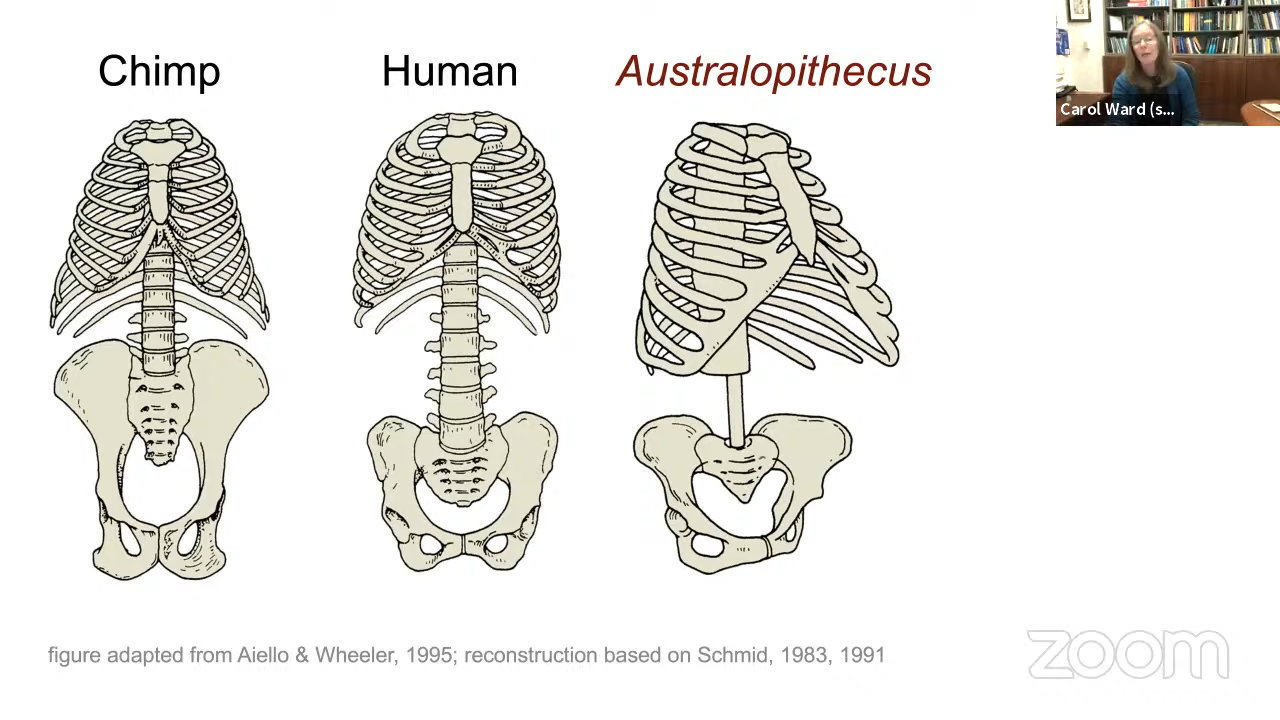 Chimp
Human
Australopithecus
Carol Ward (s...
figure adapted from Aiello & Wheeler, 1995; reconstruction based on Schmid, 1983, 1991
zoom